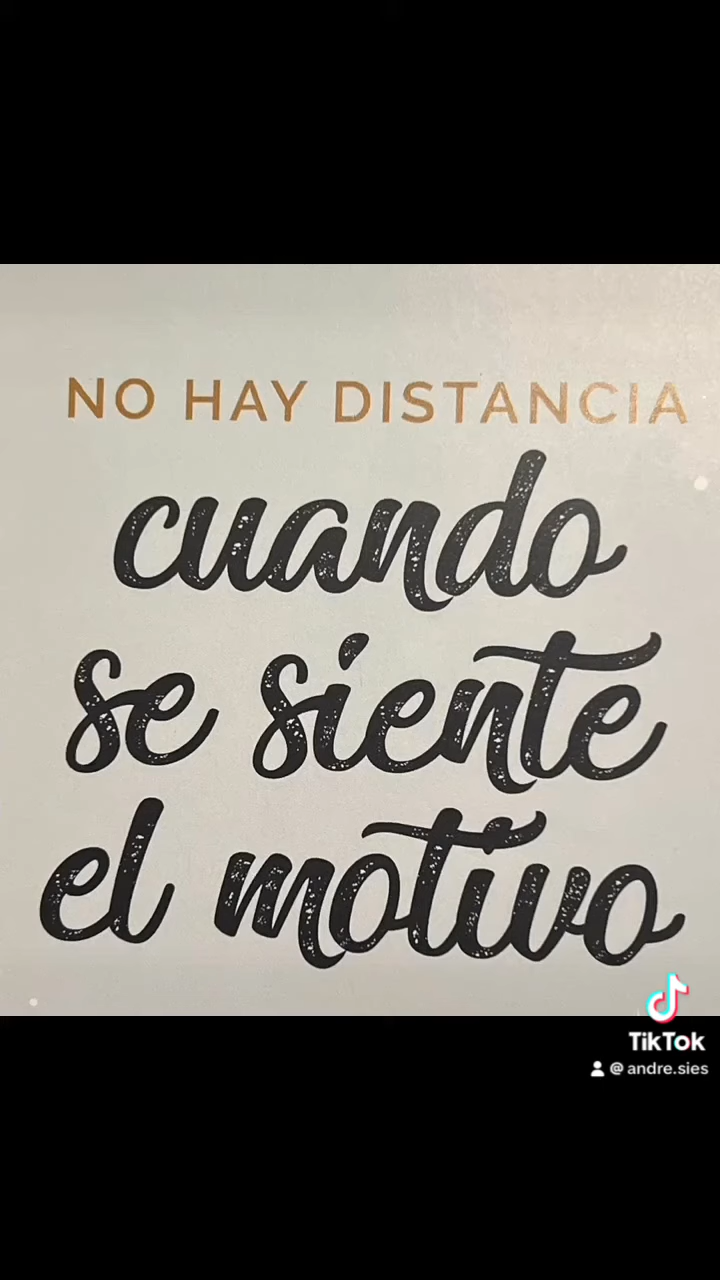 NO HAY DISTANCIA
cuando
se siente
el motivo
TikTok
@andre.sies